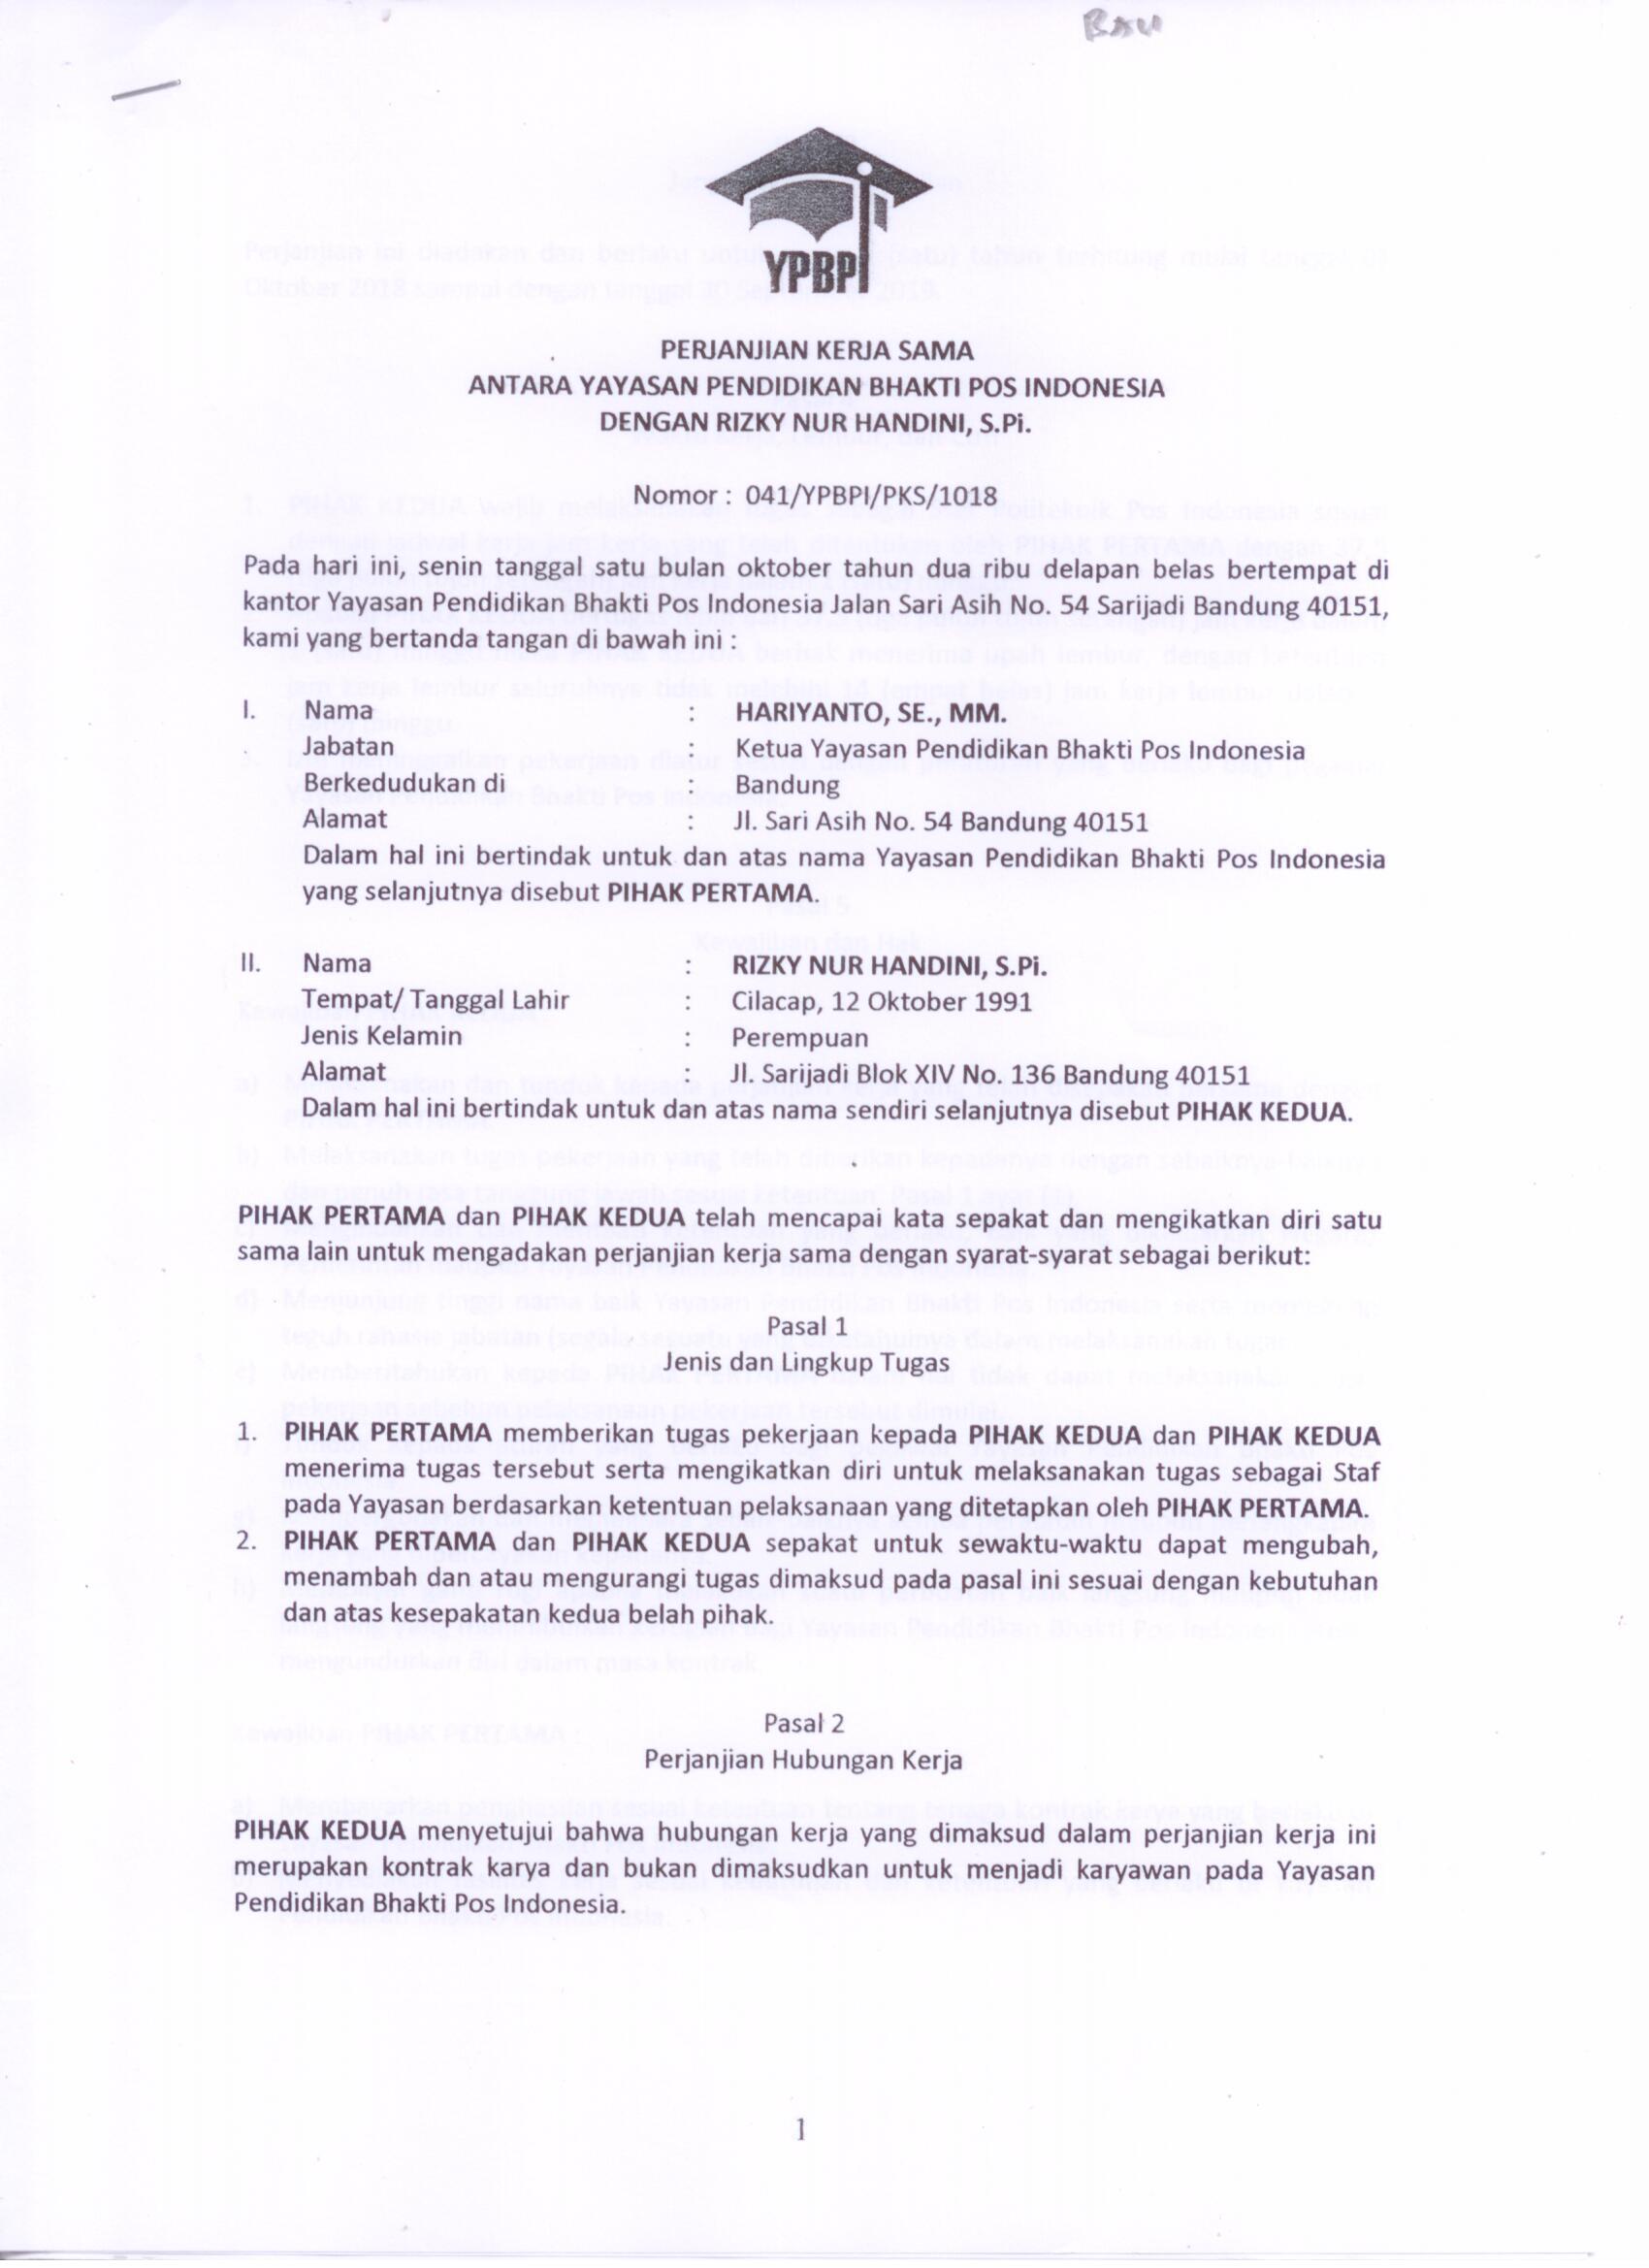 YPBPI
PERJANJIAN KERJA SAMA
ANTARA YAYASAN PENDIDIKAN BHAKTI POS INDONESIA
DENGAN RIZKY NUR HANDINI, S.Pi.
Nomor : 041/YPBPI/PKS/1018
Pada hari ini, senin tanggal satu bulan oktober tahun dua ribu delapan belas bertempat di
kantor Yayasan Pendidikan Bhakti Pos Indonesia Jalan Sari Asih No. 54 Sarijadi Bandung 40151,
kami yang bertanda tangan di bawah ini :
I. Nama : HARIYANTO, SE., MM.
Jabatan : Ketua Yayasan Pendidikan Bhakti Pos Indonesia
Berkedudukan di : Bandung
Alamat : Jl. Sari Asih No. 54 Bandung 40151
Dalam hal ini bertindak untuk dan atas nama Yayasan Pendidikan Bhakti Pos Indonesia
yang selanjutnya disebut PIHAK PERTAMA.
II. Nama : RIZKY NUR HANDINI, S.Pi.
Tempat/ Tanggal Lahir : Cilacap, 12 Oktober 1991
Jenis Kelamin : Perempuan
Alamat : Jl. Sarijadi Blok XIV No. 136 Bandung 40151
Dalam hal ini bertindak untuk dan atas nama sendiri selanjutnya disebut PIHAK KEDUA.
PIHAK PERTAMA dan PIHAK KEDUA telah mencapai kata sepakat dan mengikatkan diri satu
sama lain untuk mengadakan perjanjian kerja sama dengan syarat-syarat sebagai berikut:
Pasal 1
Jenis dan Lingkup Tugas
1. PIHAK PERTAMA memberikan tugas pekerjaan kepada PIHAK KEDUA dan PIHAK KEDUA
menerima tugas tersebut serta mengikatkan diri untuk melaksanakan tugas sebagai Staf
pada Yayasan berdasarkan ketentuan pelaksanaan yang ditetapkan oleh PIHAK PERTAMA.
2. PIHAK PERTAMA dan PIHAK KEDUA sepakat untuk sewaktu-waktu dapat mengubah,
menambah dan atau mengurangi tugas dimaksud pada pasal ini sesuai dengan kebutuhan
dan atas kesepakatan kedua belah pihak.
Pasal 2
Perjanjian Hubungan Kerja
PIHAK KEDUA menyetujui bahwa hubungan kerja yang dimaksud dalam perjanjian kerja ini
merupakan kontrak karya dan bukan dimaksudkan untuk menjadi karyawan pada Yayasan
Pendidikan Bhakti Pos Indonesia.
1